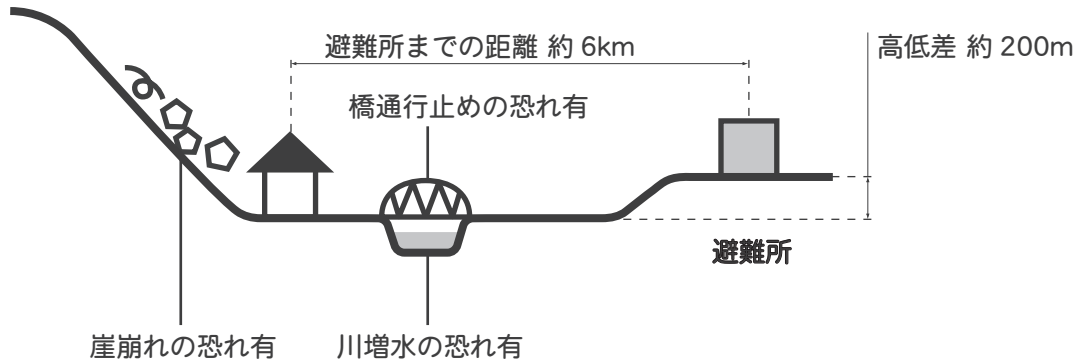 避難所までの距離 約 6km
高低差 約 200m
橋通行止めの恐れ有
避難所
崖崩れの恐れ有
川増水の恐れ有